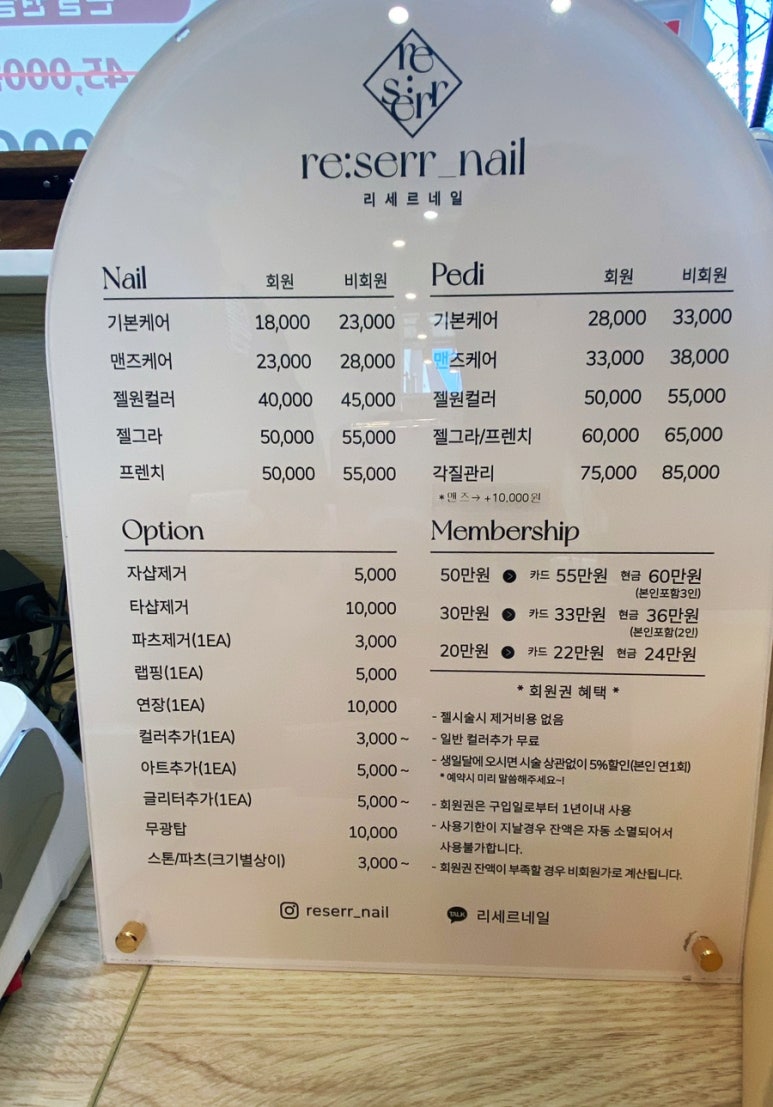 re
serr
re:serr_nail
리세르네일
Nail 회원 비회원
기본케어 18,000 23,000
맨즈케어 23,000 28,000
젤원컬러 40,000 45,000
젤그라 50,000 55,000
프렌치 50,000 55,000
Pedi 회원 비회원
기본케어 28,000 33,000
맨즈케어 33,000 38,000
젤원컬러 50,000 55,000
젤그라/프렌치 60,000 65,000
각질관리 75,000 85,000
*맨즈→ +10.000원
Option
자샵제거 5,000
타샵제거 10,000
파츠제거(1EA) 3,000
랩핑(1EA) 5,000
연장(1EA) 10,000
컬러추가(1EA) 3,000~
아트추가(1EA) 5,000~
글리터추가(1EA) 5,000~
무광탑 10,000
스톤/파츠(크기별상이) 3,000~
Membership
50만원 > 카드 55만원 현금 60만원
(본인포함3인)
30만원 > 카드 33만원 현금 36만원
(본인포함(2인)
20만원 > 카드 22만원 현금 24만원
* 회원권 혜택 *
- 젤시술시 제거비용 없음
- 일반 컬러추가 무료
- 생일달에 오시면 시술 상관없이 5%할인(본인 연1회)
* 예약시 미리 말씀해주세요~!
- 회원권은 구입일로부터 1년이내 사용
- 사용기한이 지날경우 잔액은 자동 소멸되어서
사용불가합니다.
- 회원권 잔액이 부족할 경우 비회원가로 계산됩니다.
reserr_nail
TALK 리세르네일
45,000